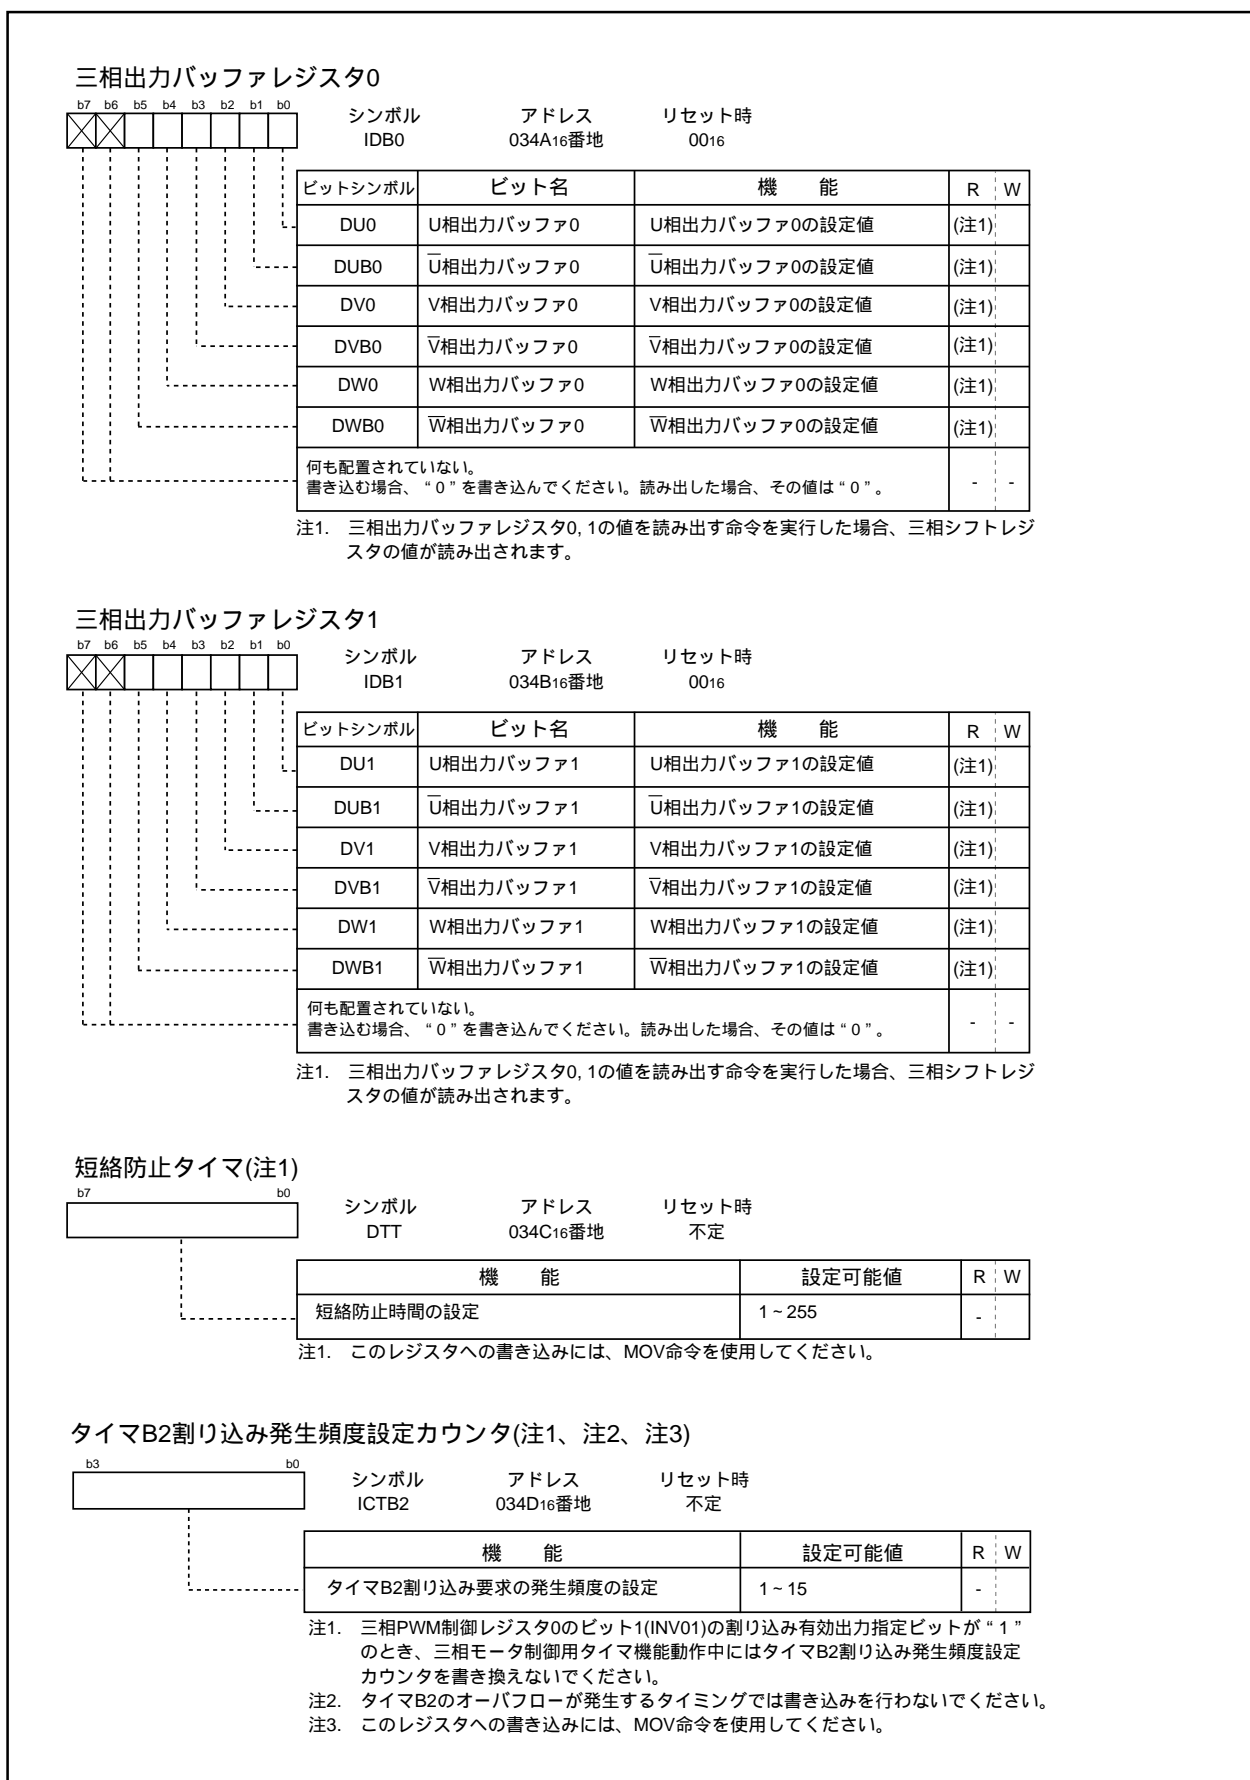 三相出力バッファレジスタ0
b7 b6 b5 b4 b3 b2 b1 b0
シンボル アドレス リセット時
IDB0 034A16番地 0016
ビットシンボル ビット名 機 能 R W
DU0 U相出力バッファ0 U相出力バッファ0の設定値 (注1)
DUB0 U̅相出力バッファ0 U̅相出力バッファ0の設定値 (注1)
DV0 V相出力バッファ0 V相出力バッファ0の設定値 (注1)
DVB0 V̅相出力バッファ0 V̅相出力バッファ0の設定値 (注1)
DW0 W相出力バッファ0 W相出力バッファ0の設定値 (注1)
DWB0 W̅相出力バッファ0 W̅相出力バッファ0の設定値 (注1)
何も配置されていない。
書き込む場合、“0”を書き込んでください。読み出した場合、その値は“0”。 - -
注1. 三相出力バッファレジスタ0, 1の値を読み出す命令を実行した場合、三相シフトレジ
スタの値が読み出されます。
三相出力バッファレジスタ1
b7 b6 b5 b4 b3 b2 b1 b0
シンボル アドレス リセット時
IDB1 034B16番地 0016
ビットシンボル ビット名 機 能 R W
DU1 U相出力バッファ1 U相出力バッファ1の設定値 (注1)
DUB1 U̅相出力バッファ1 U̅相出力バッファ1の設定値 (注1)
DV1 V相出力バッファ1 V相出力バッファ1の設定値 (注1)
DVB1 V̅相出力バッファ1 V̅相出力バッファ1の設定値 (注1)
DW1 W相出力バッファ1 W相出力バッファ1の設定値 (注1)
DWB1 W̅相出力バッファ1 W̅相出力バッファ1の設定値 (注1)
何も配置されていない。
書き込む場合、“0”を書き込んでください。読み出した場合、その値は“0”。 - -
注1. 三相出力バッファレジスタ0, 1の値を読み出す命令を実行した場合、三相シフトレジ
スタの値が読み出されます。
短絡防止タイマ(注1)
b7 b0
シンボル アドレス リセット時
DTT 034C16番地 不定
機 能 設定可能値 R W
短絡防止時間の設定 1~255 -
注1. このレジスタへの書き込みには、MOV命令を使用してください。
タイマB2割り込み発生頻度設定カウンタ(注1、注2、注3)
b3 b0
シンボル アドレス リセット時
ICTB2 034D16番地 不定
機 能 設定可能値 R W
タイマB2割り込み要求の発生頻度の設定 1~15 -
注1. 三相PWM制御レジスタ0のビット1(INV01)の割り込み有効出力指定ビットが“1”
のとき、三相モータ制御用タイマ機能動作中にはタイマB2割り込み発生頻度設定
カウンタを書き換えないでください。
注2. タイマB2のオーバフローが発生するタイミングでは書き込みを行わないでください。
注3. このレジスタへの書き込みには、MOV命令を使用してください。